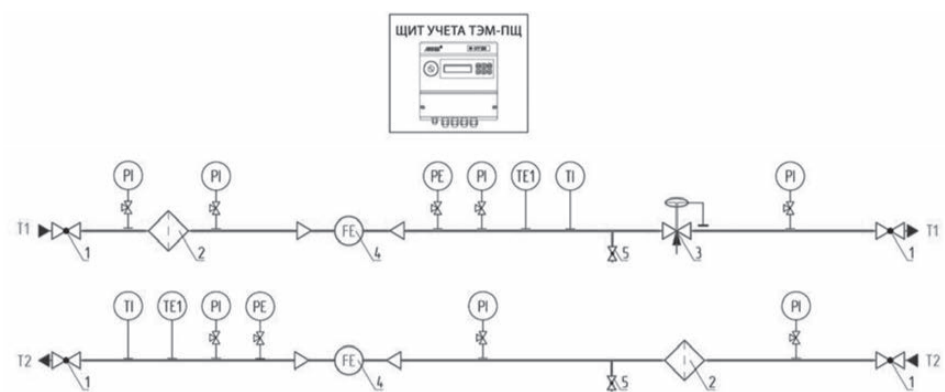 ЩИТ УЧЕТА ТЭМ-ПЩ
PI PI PE PI TE1 TI PI
T1 FE T1
1 2 4 5 3 1
TI TE1 PI PE PI PI
T2 FE T2
1 4 5 2 1